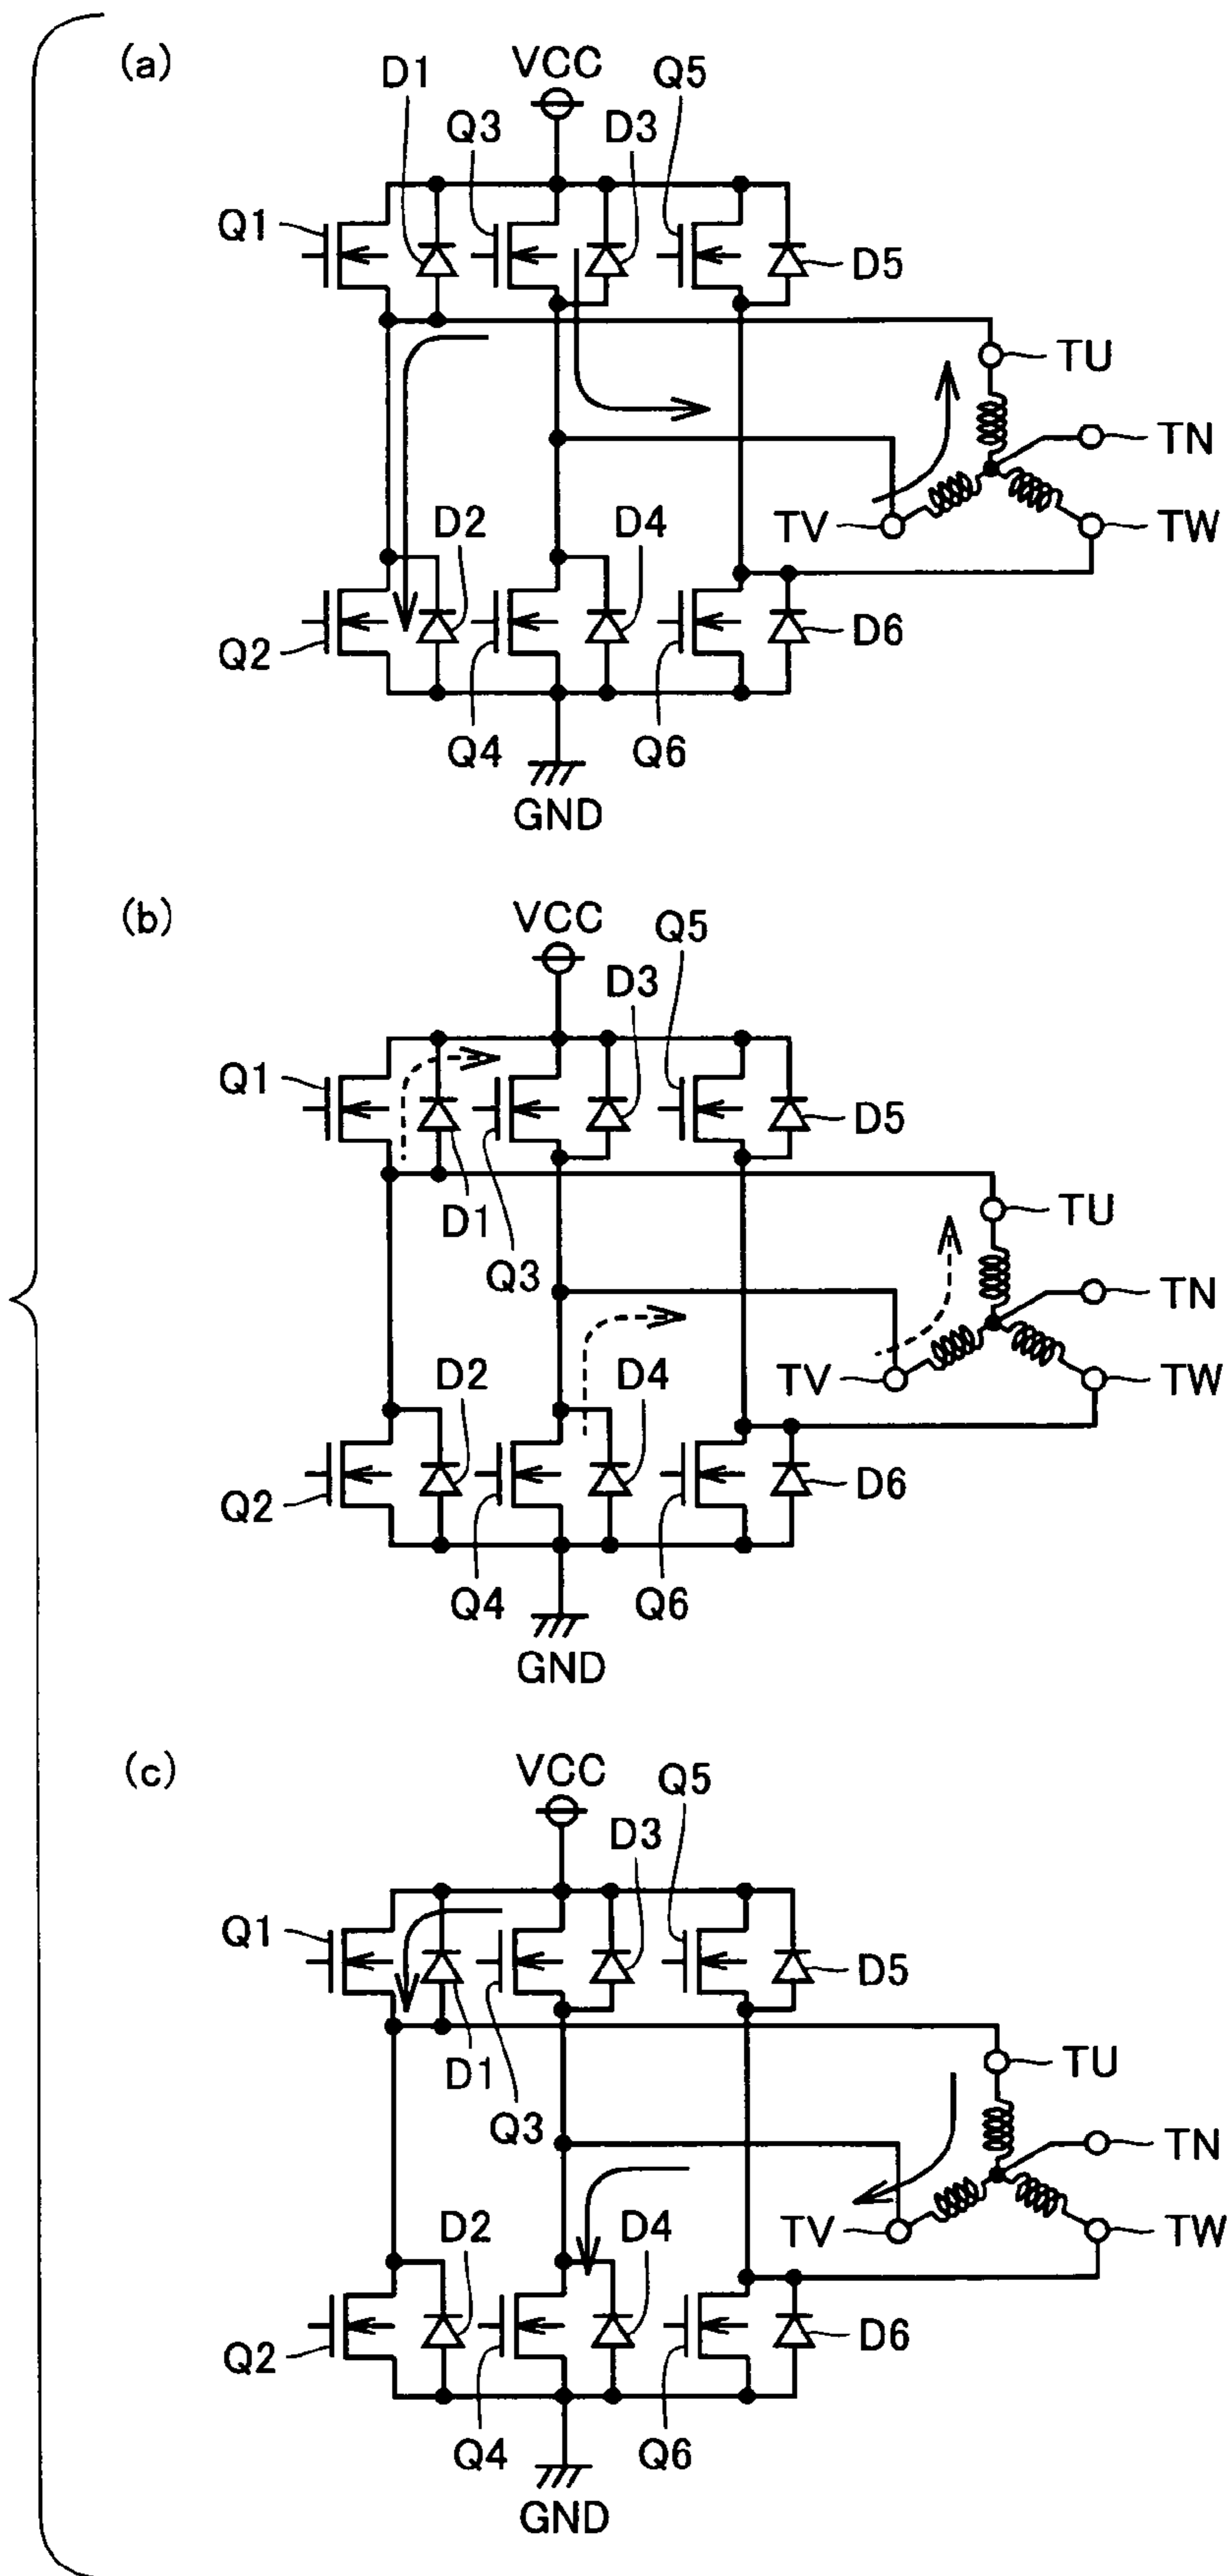 (a)
D1
VCC
Q5
Q3
D3
Q1
D5
TU
TN
TV
TW
D2
D4
Q2
D6
Q4
Q6
GND
(b)
VCC
Q5
D3
Q1
D5
D1
TU
Q3
TN
D2
D4
TV
TW
Q2
D6
Q4
Q6
GND
(c)
VCC
Q5
D3
Q1
D5
D1
TU
Q3
TN
D2
D4
TV
TW
Q2
D6
Q4
Q6
GND